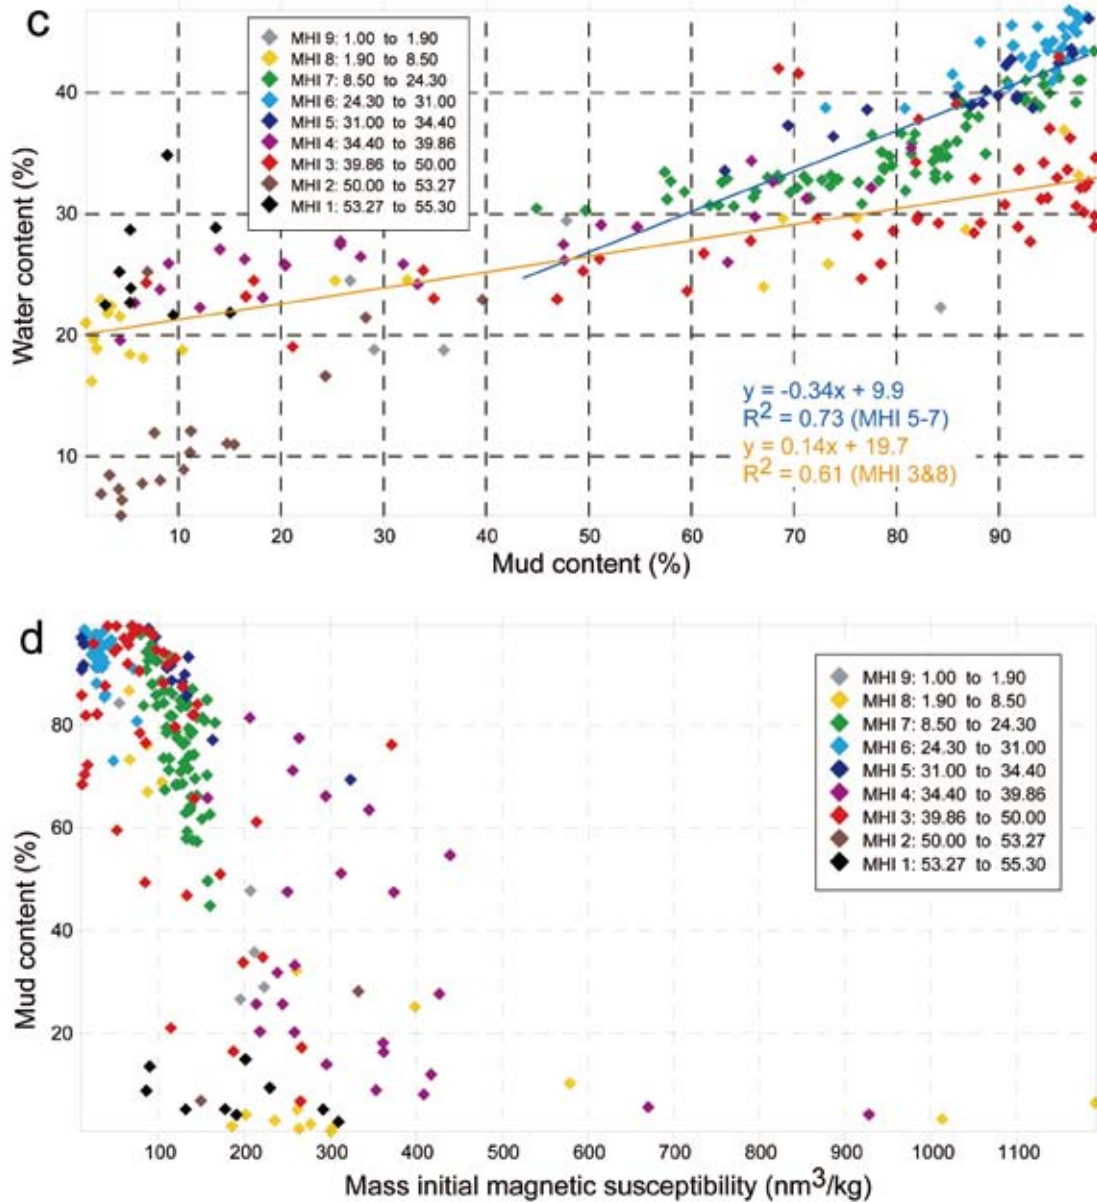 c
MHI 9: 1.00 to 1.90
MHI 8: 1.90 to 8.50
MHI 7: 8.50 to 24.30
MHI 6: 24.30 to 31.00
MHI 5: 31.00 to 34.40
MHI 4: 34.40 to 39.86
MHI 3: 39.86 to 50.00
MHI 2: 50.00 to 53.27
MHI 1: 53.27 to 55.30
Water content (%)
40
30
20
10
y = -0.34x + 9.9
R² = 0.73 (MHI 5-7)
y = 0.14x + 19.7
R² = 0.61 (MHI 3&8)
10 20 30 40 50 60 70 80 90
Mud content (%)
d
MHI 9: 1.00 to 1.90
MHI 8: 1.90 to 8.50
MHI 7: 8.50 to 24.30
MHI 6: 24.30 to 31.00
MHI 5: 31.00 to 34.40
MHI 4: 34.40 to 39.86
MHI 3: 39.86 to 50.00
MHI 2: 50.00 to 53.27
MHI 1: 53.27 to 55.30
Mud content (%)
80
60
40
20
100 200 300 400 500 600 700 800 900 1000 1100
Mass initial magnetic susceptibility (nm³/kg)